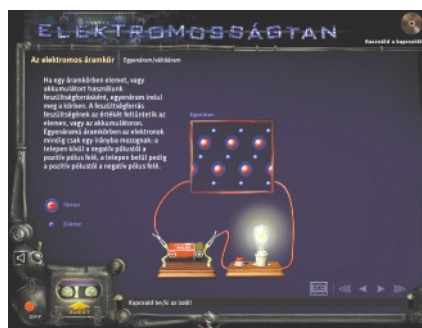 ELEKTROMOSSÁGTAN
Használd a kapcsolót!
Az elektromos áramkör
Egyenáram/váltóáram
Ha egy áramkörben elemet, vagy
akkumulátort használunk
feszültségforrásként, egyenáram indul
meg a körben. A feszültségforrás
feszültségének az értékét feltüntetik az
elemen, vagy az akkumulátoron.
Egyenáramú áramkörben az elektronok
mindig csak egy irányba mozognak: a
telepen kívül a negatív pólustól a
pozitív pólus felé, a telepen belül pedig
a pozitív pólustól a negatív pólus felé.
Egyenáram
Elektron
OFF
Kapcsold be/ki az izzót!